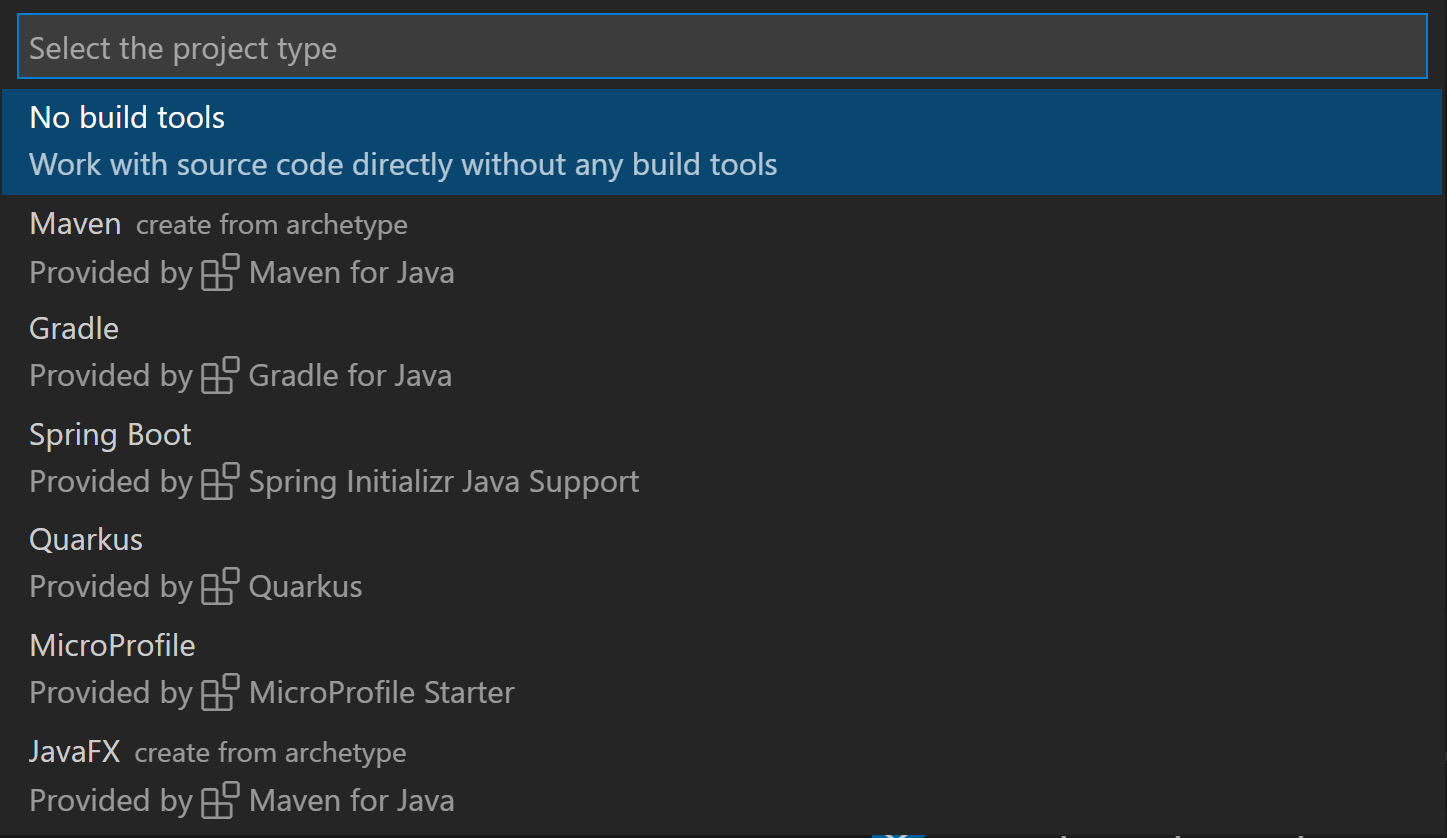 Select the project type
No build tools
Work with source code directly without any build tools
Maven create from archetype
Provided by Maven for Java
Gradle
Provided by Gradle for Java
Spring Boot
Provided by Spring Initializr Java Support
Quarkus
Provided by Quarkus
MicroProfile
Provided by MicroProfile Starter
JavaFX create from archetype
Provided by Maven for Java